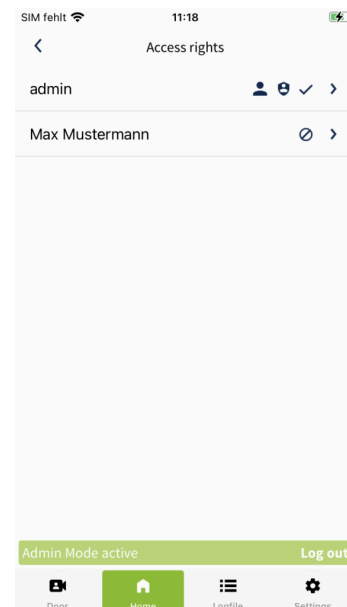 SIM fehlt 11:18
Access rights
admin
Max Mustermann
Admin Mode active Log out
Door Home Logfile Settings